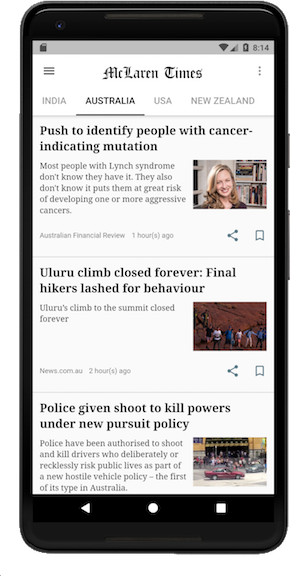 8:14
McLaren Times
INDIA AUSTRALIA USA NEW ZEALAND
Push to identify people with cancer-
indicating mutation
Most people with Lynch syndrome
don't know they have it. They also
don't know it puts them at great risk
of developing one or more aggressive
cancers.
Australian Financial Review 1 hour(s) ago
Uluru climb closed forever: Final
hikers lashed for behaviour
Uluru's climb to the summit closed
forever
News.com.au 2 hour(s) ago
Police given shoot to kill powers
under new pursuit policy
Police have been authorised to shoot
and kill drivers who deliberately or
recklessly risk public lives as part of
a new hostile vehicle policy – the first
of its type in Australia.